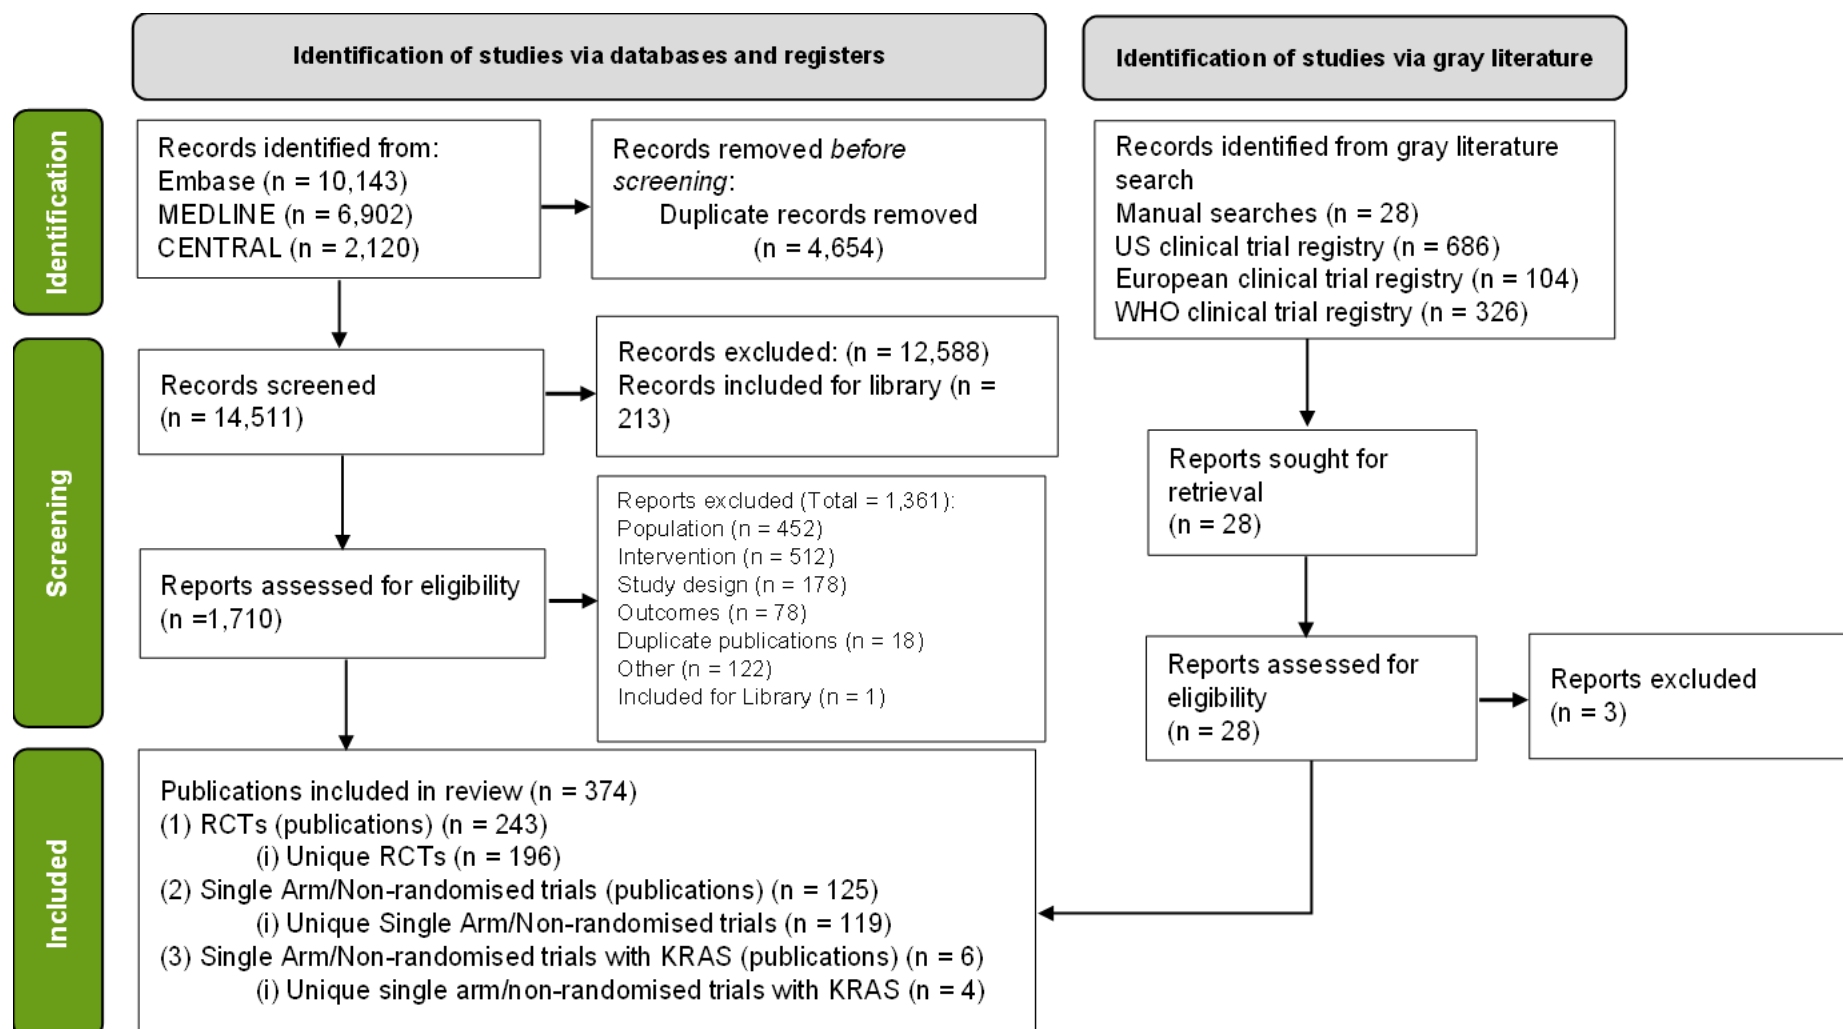 Identification of studies via databases and registers
Identification of studies via gray literature
Identification
Records identified from:
Embase (n = 10,143)
MEDLINE (n = 6,902)
CENTRAL (n = 2,120)
Records removed before
screening:
Duplicate records removed
(n = 4,654)
Records identified from gray literature
search
Manual searches (n = 28)
US clinical trial registry (n = 686)
European clinical trial registry (n = 104)
WHO clinical trial registry (n = 326)
Screening
Records screened
(n = 14,511)
Records excluded: (n = 12,588)
Records included for library (n =
213)
Reports sought for
retrieval
(n = 28)
Reports assessed for eligibility
(n =1,710)
Reports excluded (Total = 1,361):
Population (n = 452)
Intervention (n = 512)
Study design (n = 178)
Outcomes (n = 78)
Duplicate publications (n = 18)
Other (n = 122)
Included for Library (n = 1)
Reports assessed for
eligibility
(n = 28)
Reports excluded
(n = 3)
Included
Publications included in review (n = 374)
(1) RCTs (publications) (n = 243)
(i) Unique RCTs (n = 196)
(2) Single Arm/Non-randomised trials (publications) (n = 125)
(i) Unique Single Arm/Non-randomised trials (n = 119)
(3) Single Arm/Non-randomised trials with KRAS (publications) (n = 6)
(i) Unique single arm/non-randomised trials with KRAS (n = 4)